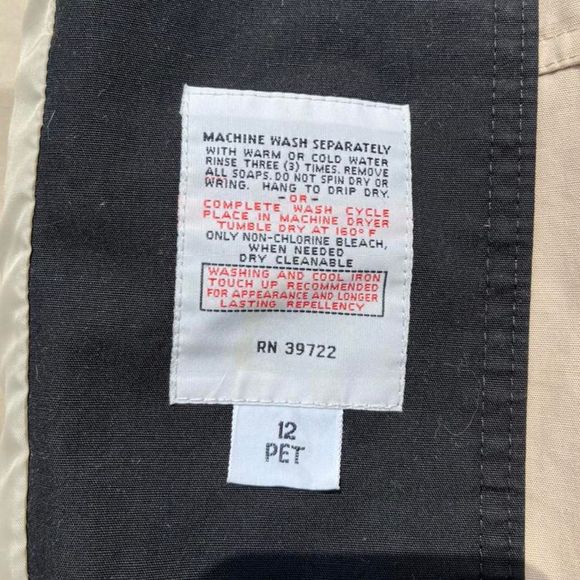 MACHINE WASH SEPARATELY
WITH WARM OR COLD WATER
RINSE THREE (3) TIMES. REMOVE
ALL SOAPS. DO NOT SPIN DRY OR
WRING. HANG TO DRIP DRY.
-OR-
COMPLETE WASH CYCLE
PLACE IN MACHINE DRYER
TUMBLE DRY AT 160° F
ONLY NON-CHLORINE BLEACH,
WHEN NEEDED
DRY CLEANABLE
WASHING AND COOL IRON
TOUCH UP RECOMMENDED
FOR APPEARANCE AND LONGER
LASTING REPELLENCY
RN 39722
12
PET